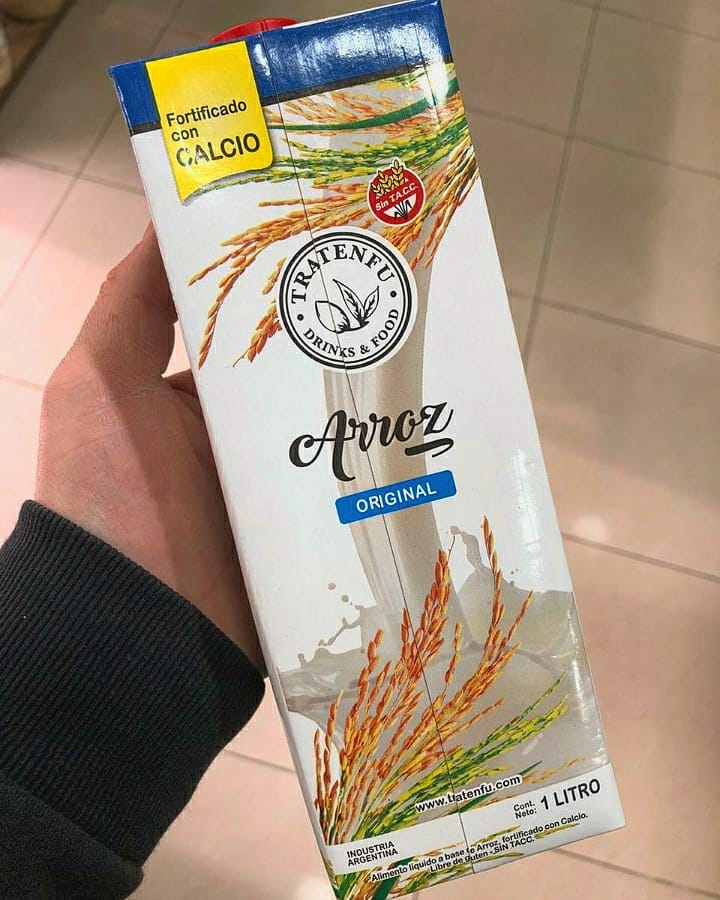 Fortificado
con
CALCIO
Sin T.A.C.C.
TRATENFU
DRINKS & FOOD
Arroz
ORIGINAL
www.tratenfu.com
Cont.
Neto: 1 LITRO
INDUSTRIA
ARGENTINA
Alimento líquido a base de Arroz, fortificado con Calcio.
Libre de gluten - SIN TACC.